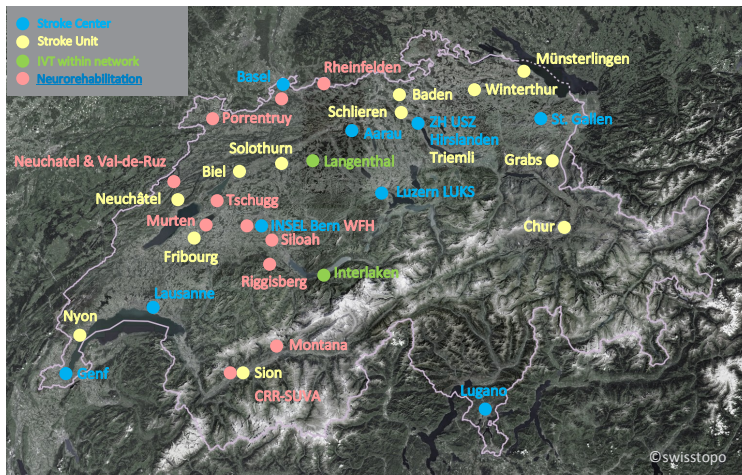 Stroke Center
Stroke Unit
IVT within network
Neurorehabilitation
Basel
Rheinfelden
Münsterlingen
Baden
Winterthur
Schlieren
Porrentruy
Aarau
ZH USZ
Hirslanden
Triemli
St. Gallen
Solothurn
Neuchatel & Val-de-Ruz
Biel
Langenthal
Grabs
Neuchâtel
Tschugg
Luzern LUKS
Murten
INSEL Bern WFH
Siloah
Chur
Fribourg
Riggisberg
Interlaken
Lausanne
Nyon
Montana
Genf
Sion
CRR-SUVA
Lugano
©swisstopo